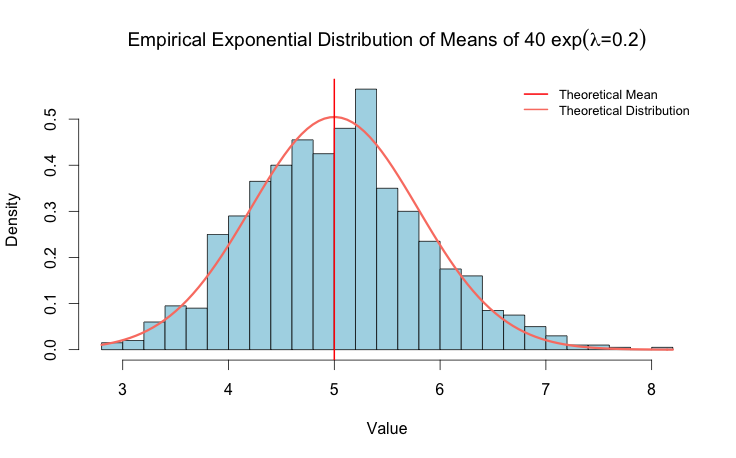 Empirical Exponential Distribution of Means of 40 exp(λ=0.2)
Theoretical Mean
Theoretical Distribution
Density
0.5
0.4
0.3
0.2
0.1
0.0
3 4 5 6 7 8
Value